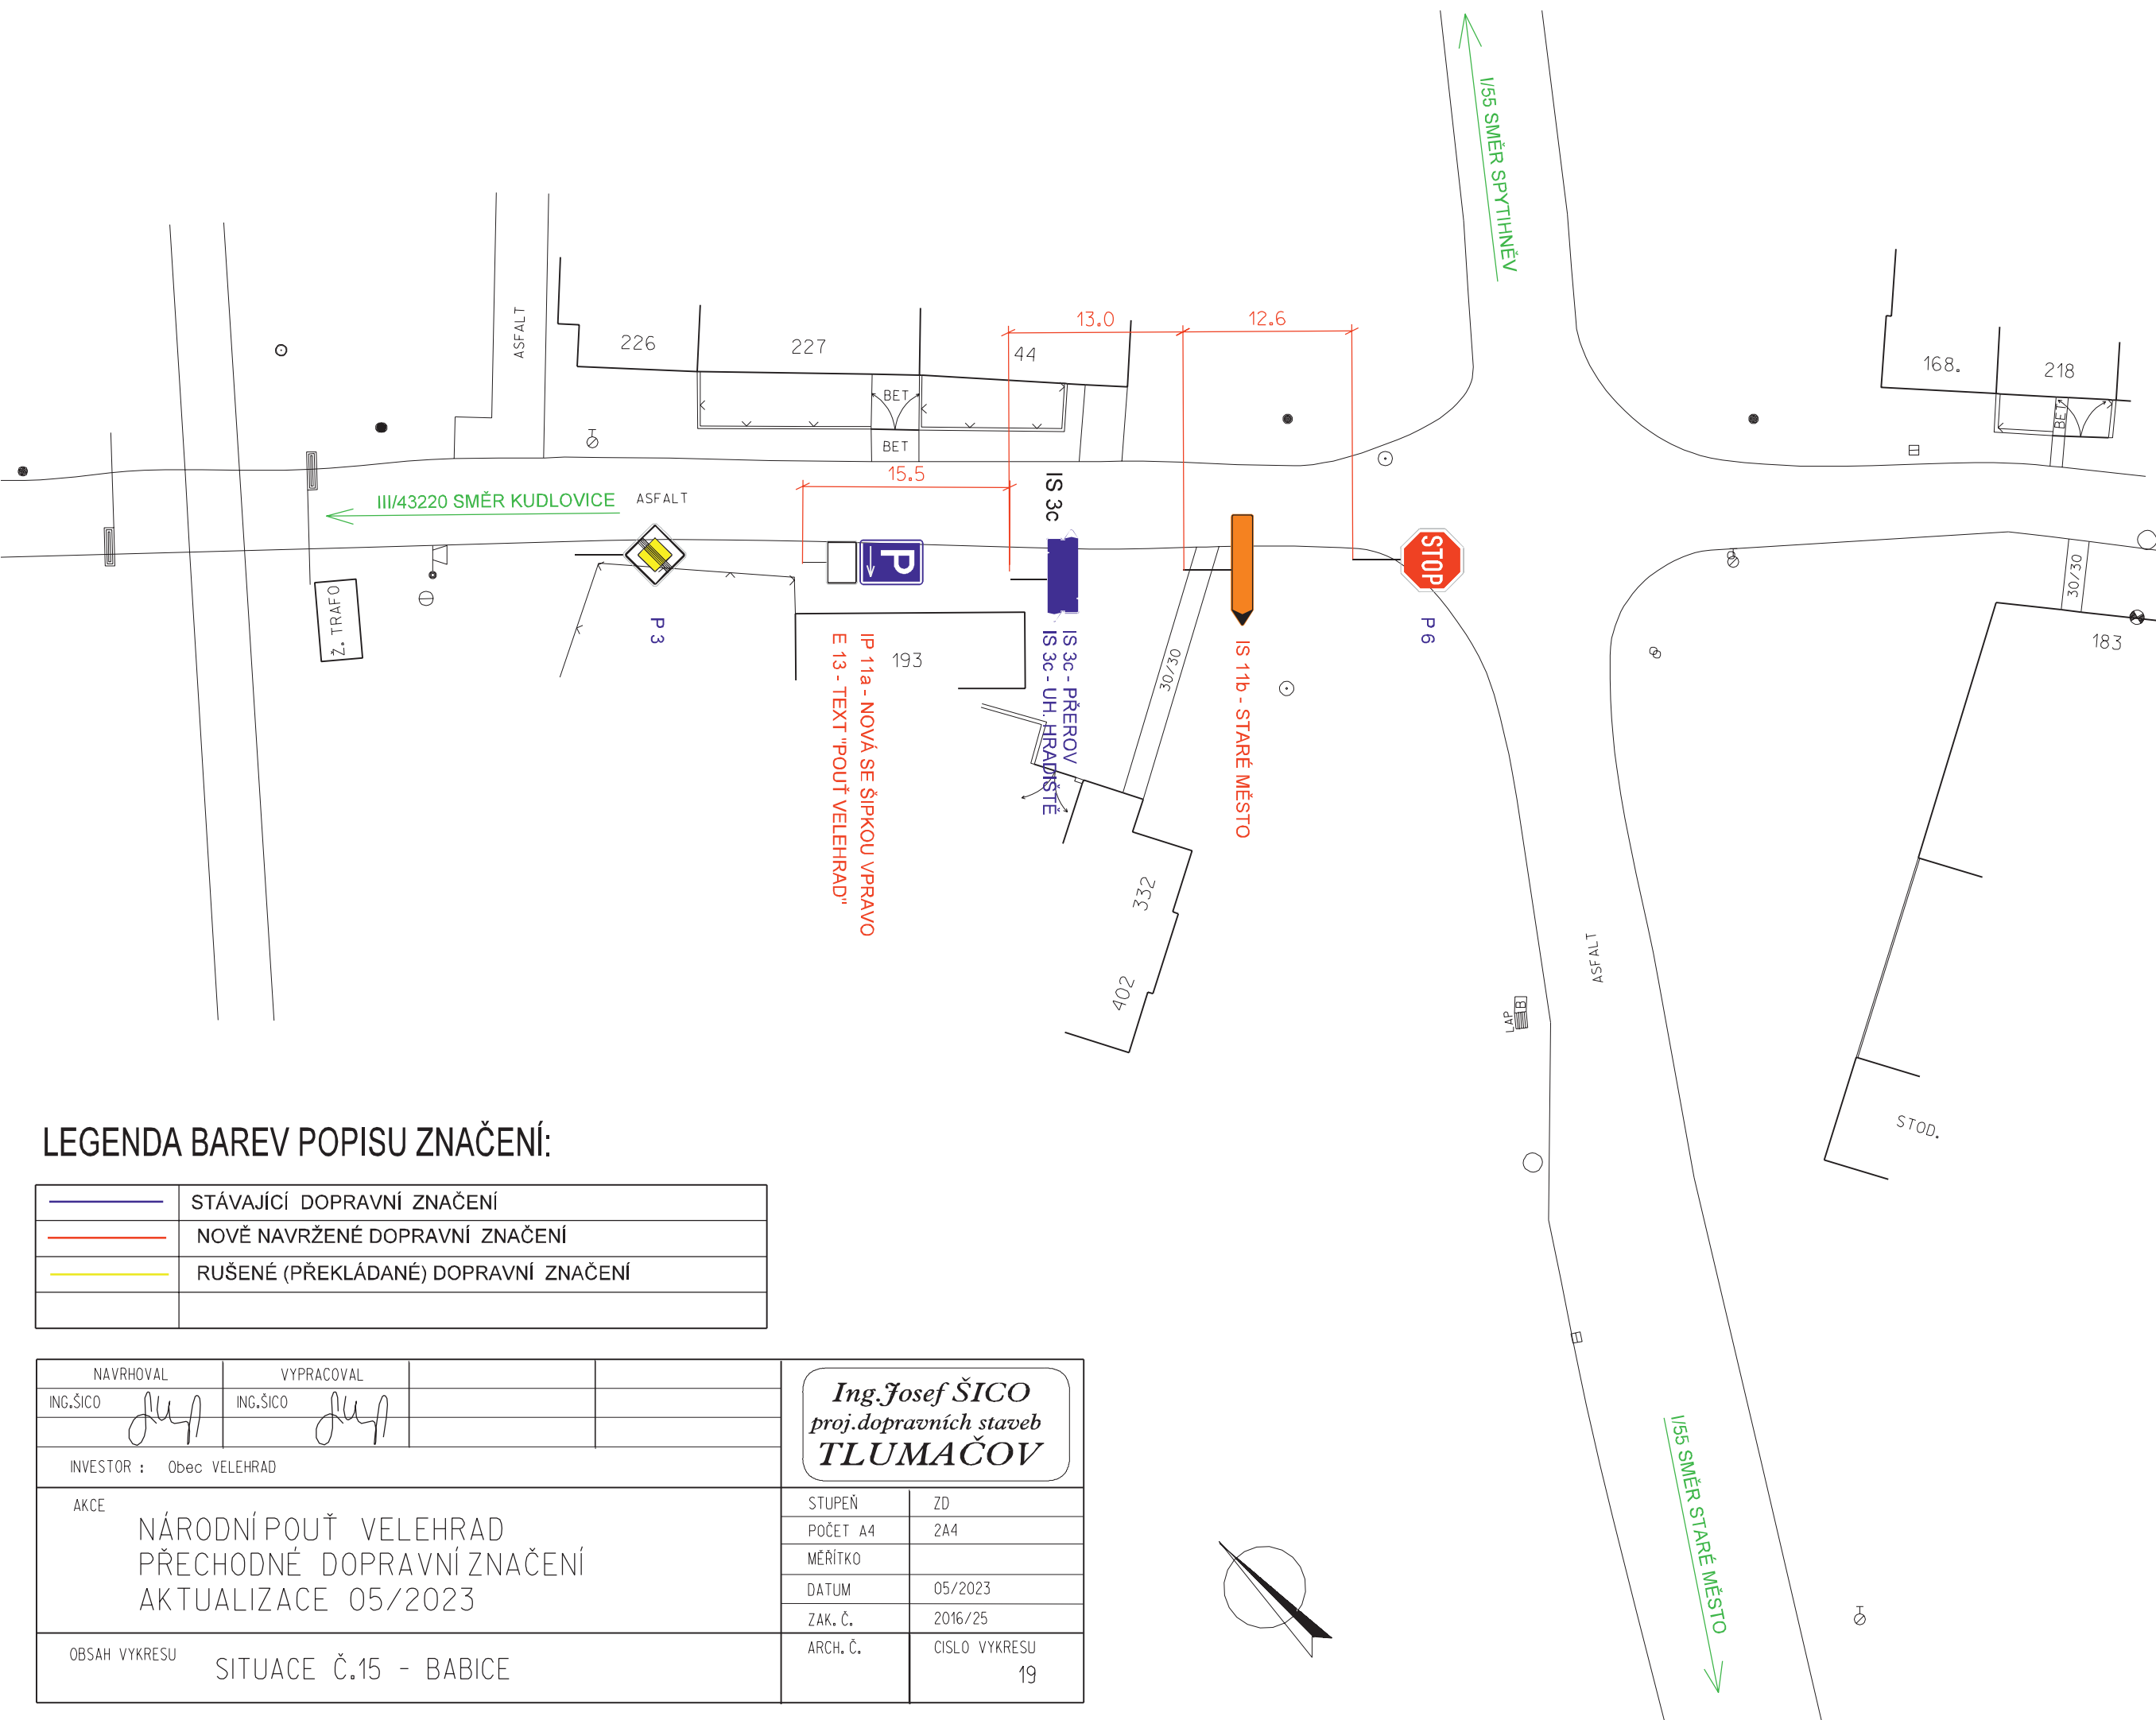 I/55 SMĚR SPYTIHNĚV
13.0
12.6
ASFALT
226
227
44
168.
218
BET
BET
BET
15.5
IS 3c
III/43220 SMĚR KUDLOVICE
ASFALT
P
STOP
Ž. TRAFO
P 3
193
IP 11a - NOVÁ SE ŠIPKOU VPRAVO
E 13 - TEXT "POUŤ VELEHRAD"
IS 3c - PŘEROV
IS 3c - UH. HRADIŠTĚ
30/30
IS 11b - STARÉ MĚSTO
P 6
30/30
183
332
402
ASFALT
LAP
B
STOD.
I/55 SMĚR STARÉ MĚSTO
LEGENDA BAREV POPISU ZNAČENÍ:
STÁVAJÍCÍ DOPRAVNÍ ZNAČENÍ
NOVĚ NAVRŽENÉ DOPRAVNÍ ZNAČENÍ
RUŠENÉ (PŘEKLÁDANÉ) DOPRAVNÍ ZNAČENÍ
NAVRHOVAL
VYPRACOVAL
ING.ŠICO
ING.ŠICO
INVESTOR : Obec VELEHRAD
Ing.Josef ŠICO
proj.dopravních staveb
TLUMAČOV
AKCE
NÁRODNÍ POUŤ VELEHRAD
PŘECHODNÉ DOPRAVNÍ ZNAČENÍ
AKTUALIZACE 05/2023
STUPEŇ ZD
POČET A4 2A4
MĚŘÍTKO
DATUM 05/2023
ZAK. Č. 2016/25
ARCH. Č.
CISLO VYKRESU
19
OBSAH VYKRESU
SITUACE Č.15 - BABICE